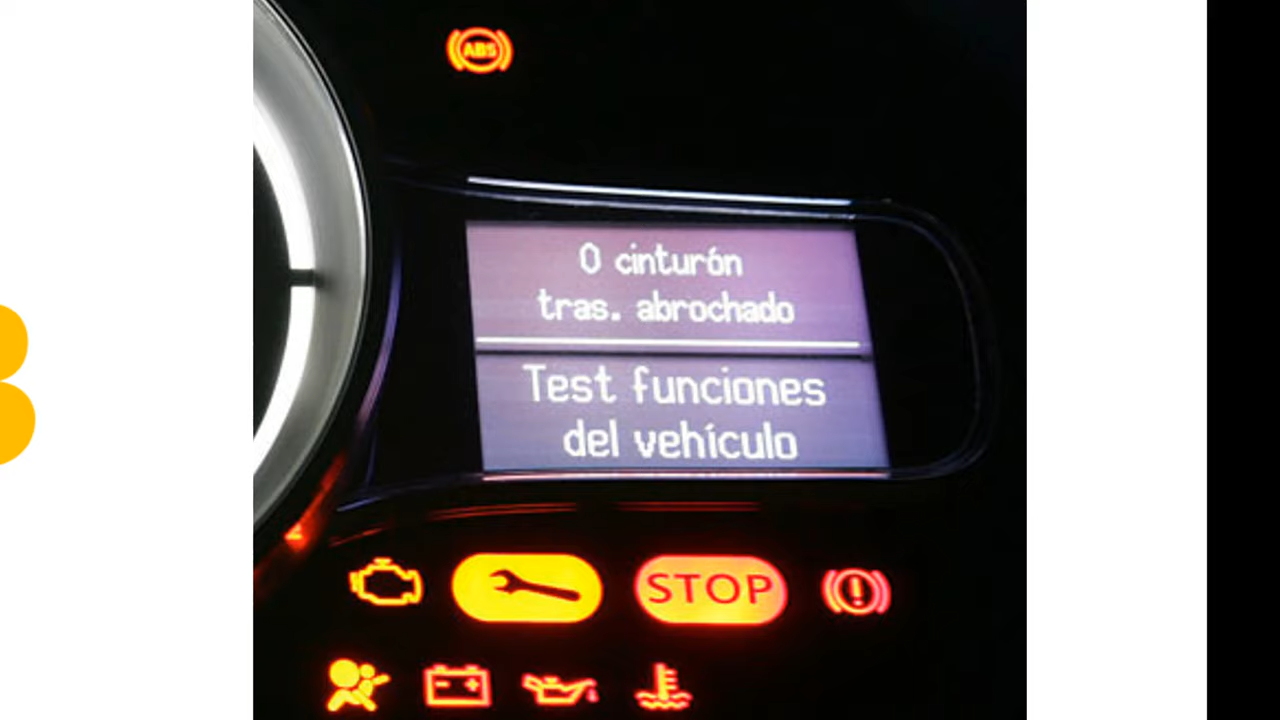 ABS
0 cinturón
tras. abrochado
Test funciones
del vehículo
STOP